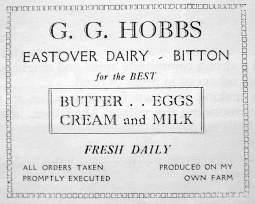 G. G. HOBBS
EASTOVER DAIRY - BITTON
for the BEST
BUTTER . . EGGS
CREAM and MILK
FRESH DAILY
ALL ORDERS TAKEN
PROMPTLY EXECUTED
PRODUCED ON MY
OWN FARM